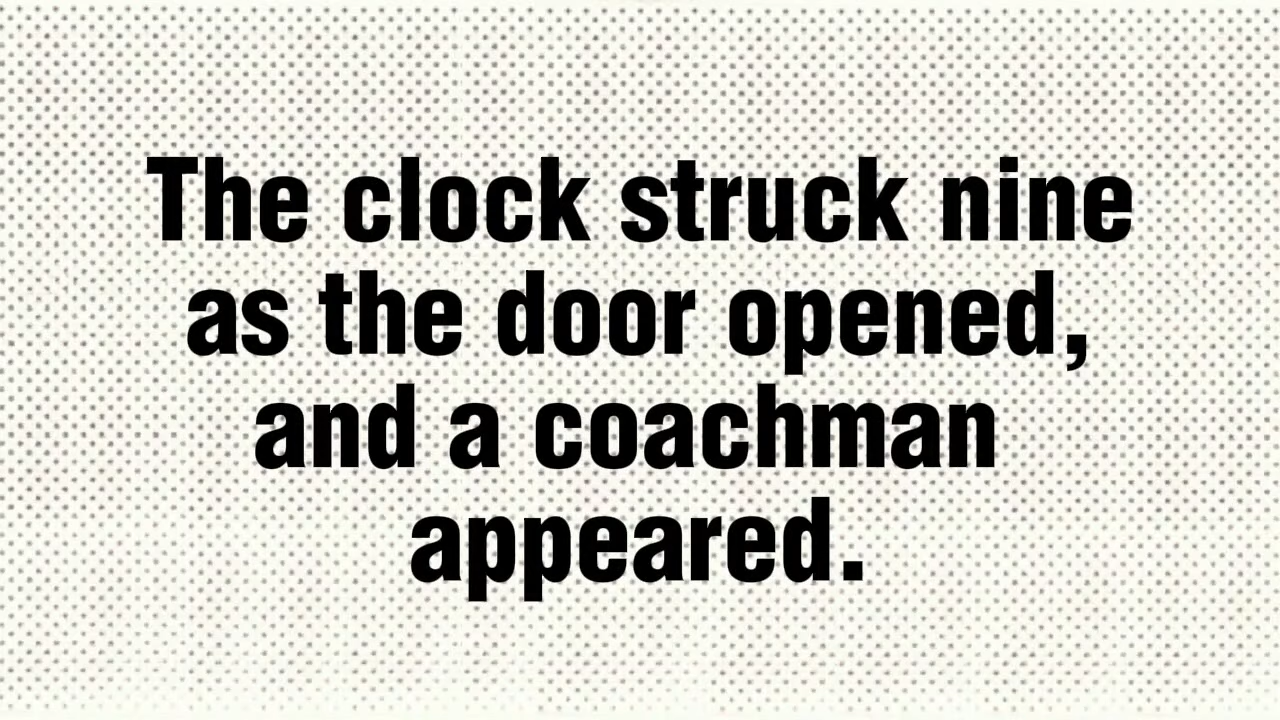 The clock struck nine
as the door opened,
and a coachman
appeared.